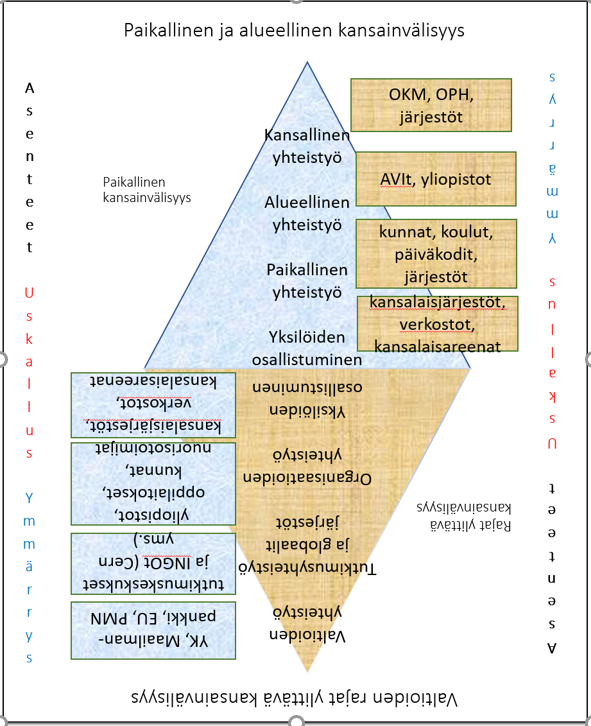 Paikallinen ja alueellinen kansainvälisyys
Asenteet
Uskallus
Ymmärrys
Paikallinen
kansainvälisyys
Kansallinen
yhteistyö
Alueellinen
yhteistyö
Paikallinen
yhteistyö
Yksilöiden
osallistuminen
OKM, OPH,
järjestöt
AVIt, yliopistot
kunnat, koulut,
päiväkodit,
järjestöt
kansalaisjärjestöt,
verkostot,
kansalaisareenat
Valtioiden rajat ylittävä kansainvälisyys
Asenteet
Uskallus
Ymmärrys
Rajat ylittävä
kansainvälisyys
Valtioiden
yhteistyö
Tutkimusyhteistyö
ja globaalit
järjestöt
Organisaatioiden
yhteistyö
Yksilöiden
osallistuminen
YK, Maailman-
pankki, EU, PMN
tutkimuskeskukset
ja INGOt (Cern
yms.)
yliopistot,
oppilaitokset,
kunnat,
nuorisotoimijat
kansalaisjärjestöt,
verkostot,
kansalaisareenat